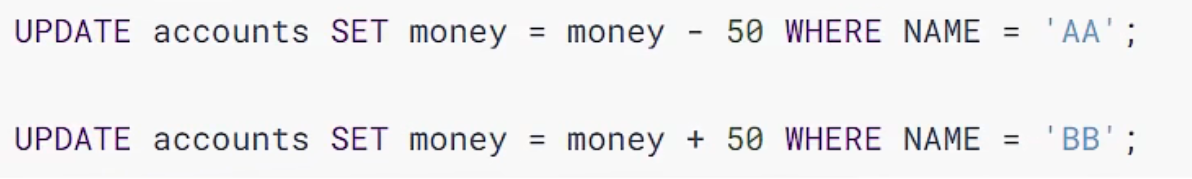 UPDATE accounts SET money = money - 50 WHERE NAME = 'AA';
UPDATE accounts SET money = money + 50 WHERE NAME = 'BB';